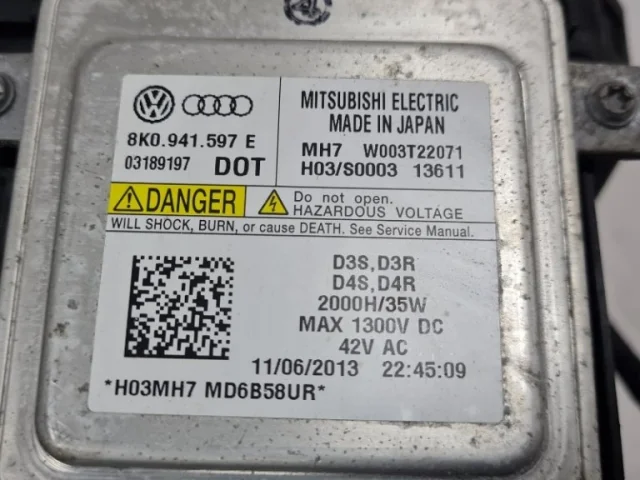 8K0.941.597 E
03189197 DOT
MITSUBISHI ELECTRIC
MADE IN JAPAN
MH7 W003T22071
H03/S0003 13611
DANGER
Do not open.
HAZARDOUS VOLTAGE
WILL SHOCK, BURN, or cause DEATH. See Service Manual.
D3S,D3R
D4S,D4R
2000H/35W
MAX 1300V DC
42V AC
11/06/2013 22:45:09
*H03MH7 MD6B58UR*